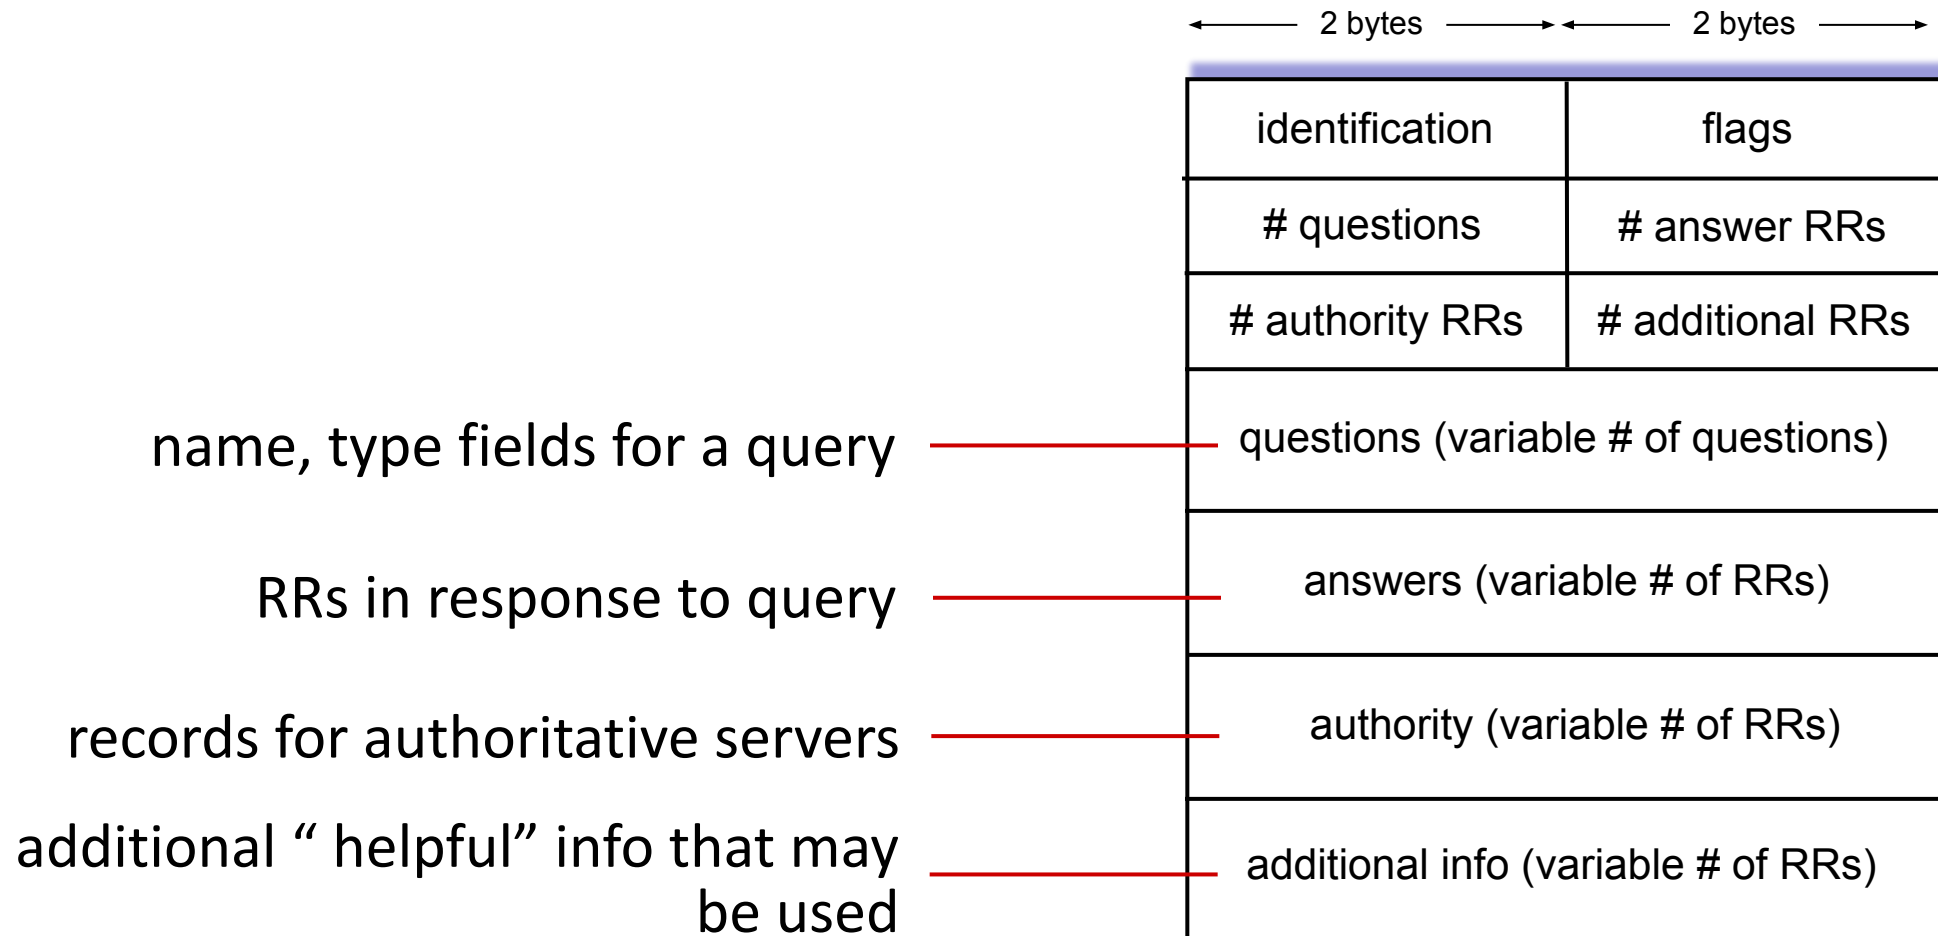 2 bytes 2 bytes
identification flags
# questions # answer RRs
# authority RRs # additional RRs
name, type fields for a query questions (variable # of questions)
RRs in response to query answers (variable # of RRs)
records for authoritative servers authority (variable # of RRs)
additional “ helpful” info that may additional info (variable # of RRs)
be used